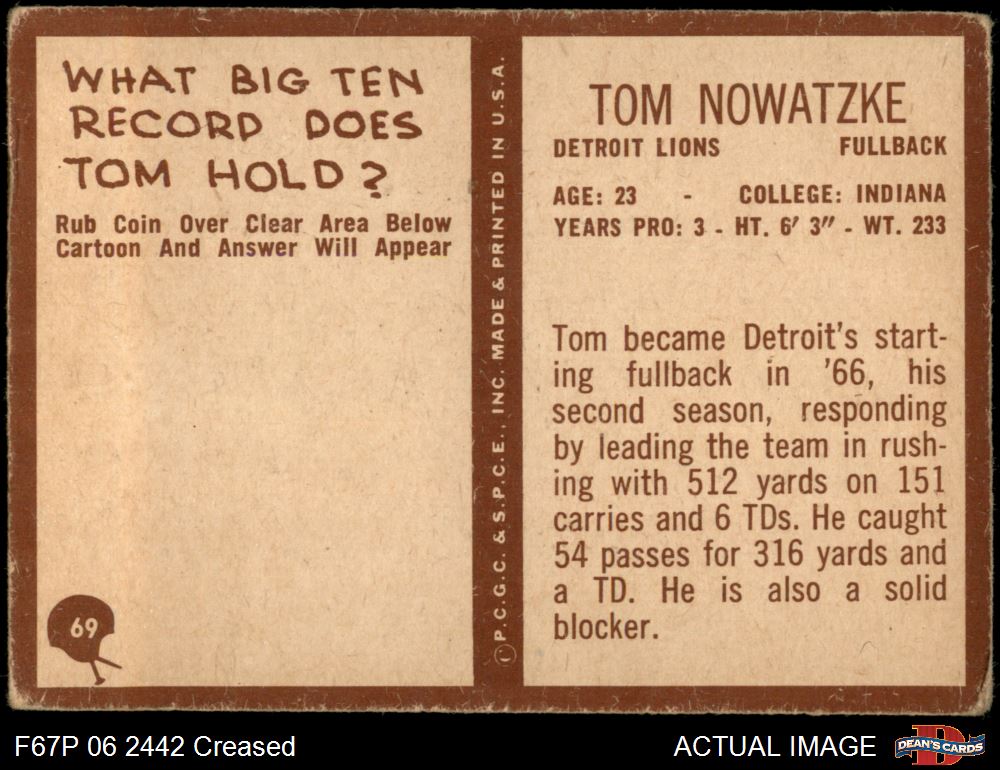 WHAT BIG TEN
RECORD DOES
TOM HOLD?
Rub Coin Over Clear Area Below
Cartoon And Answer Will Appear
69
© P.C.G.C. & S.P.C.E., INC. MADE & PRINTED IN U.S.A.
TOM NOWATZKE
DETROIT LIONS FULLBACK
AGE: 23 - COLLEGE: INDIANA
YEARS PRO: 3 - HT. 6′ 3″ - WT. 233
Tom became Detroit's start-
ing fullback in '66, his
second season, responding
by leading the team in rush-
ing with 512 yards on 151
carries and 6 TDs. He caught
54 passes for 316 yards and
a TD. He is also a solid
blocker.
F67P 06 2442 Creased
ACTUAL IMAGE
D
DEAN'S CARDS